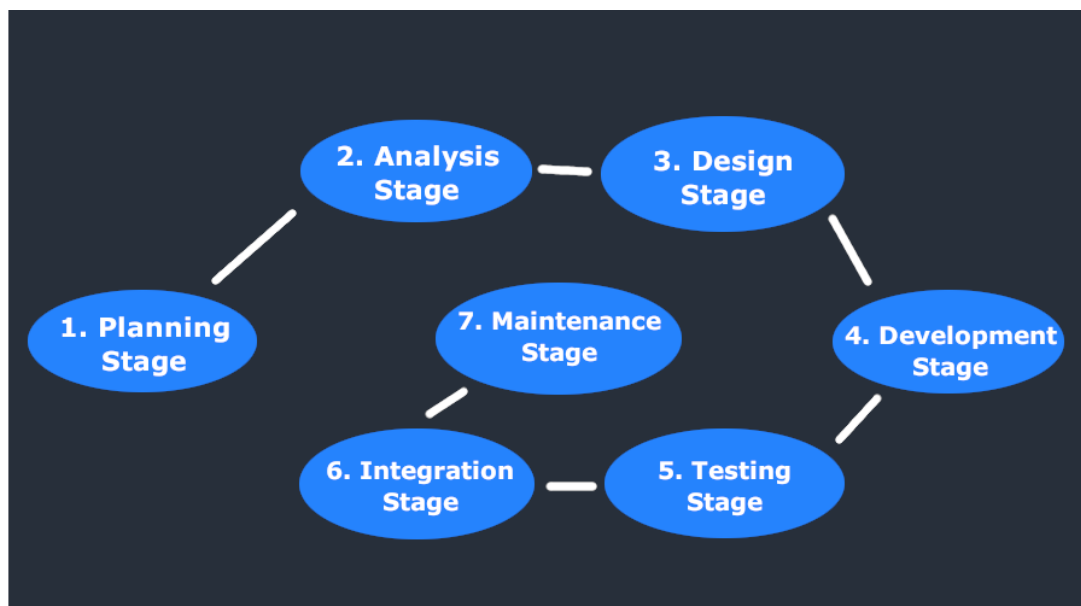 1. Planning
Stage
2. Analysis
Stage
3. Design
Stage
4. Development
Stage
5. Testing
Stage
6. Integration
Stage
7. Maintenance
Stage